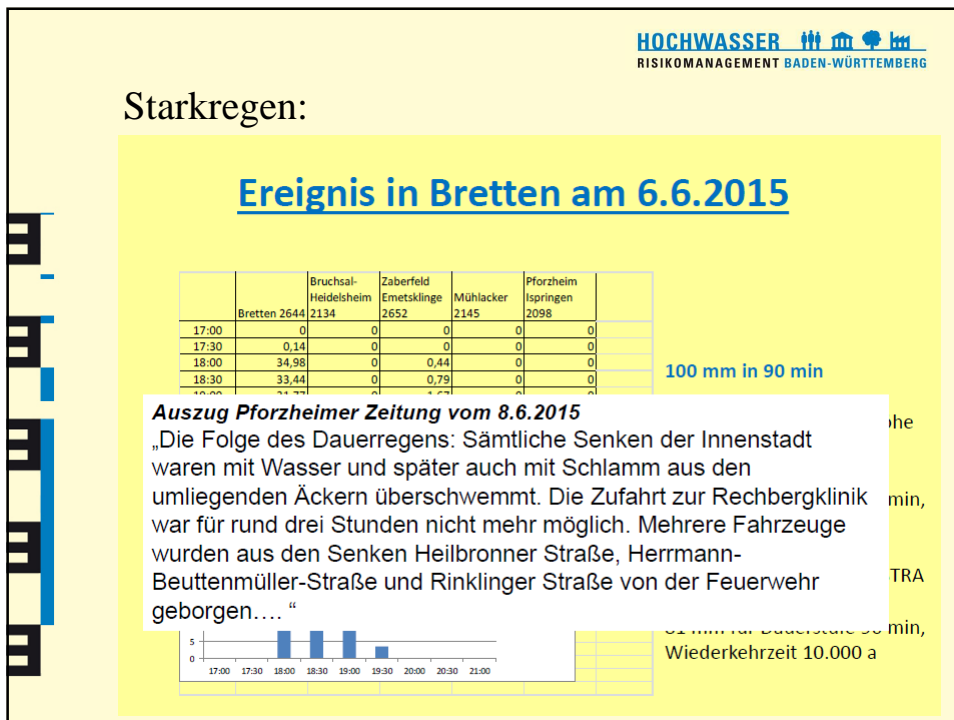 HOCHWASSER
RISIKOMANAGEMENT BADEN-WÜRTTEMBERG
Starkregen:
Ereignis in Bretten am 6.6.2015
Bruchsal- Zaberfeld Pforzheim
Heidelsheim Emetsklinge Mühlacker Ispringen
Bretten 2644 2134 2652 2145 2098
17:00 0 0 0 0 0
17:30 0,14 0 0 0 0
18:00 34,98 0 0,44 0 0
18:30 33,44 0 0,79 0 0
100 mm in 90 min
Auszug Pforzheimer Zeitung vom 8.6.2015
„Die Folge des Dauerregens: Sämtliche Senken der Innenstadt
waren mit Wasser und später auch mit Schlamm aus den
umliegenden Äckern überschwemmt. Die Zufahrt zur Rechbergklinik
war für rund drei Stunden nicht mehr möglich. Mehrere Fahrzeuge
wurden aus den Senken Heilbronner Straße, Herrmann-
Beuttenmüller-Straße und Rinklinger Straße von der Feuerwehr
geborgen…. “
min,
min,
Wiederkehrzeit 10.000 a
5
0
17:00 17:30 18:00 18:30 19:00 19:30 20:00 20:30 21:00